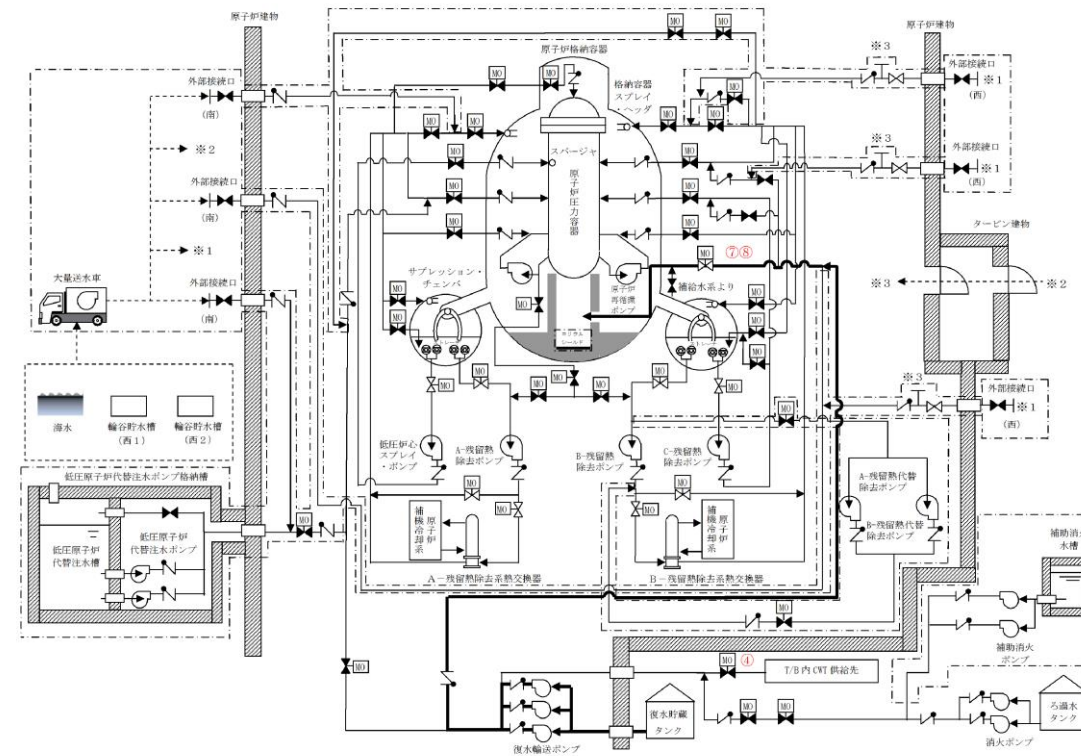 原子炉建物
原子炉建物
原子炉格納容器
※3
外部接続口
※1
(西)
外部接続口
(南)
格納容器
スプレイ
・ヘッダ
MO
※2
スパージャ
原子炉圧力容器
※3
外部接続口
※1
(西)
外部接続口
(南)
※1
タービン建物
⑦⑧
大量送水車
サプレッション・
チェンバ
原子炉
再循環
ポンプ
補給水系より
※3
※2
外部接続口
(南)
ストレーナ
ペデスタル
ストレーナ
※3
外部接続口
※1
(西)
海水
輪谷貯水槽
(西1)
輪谷貯水槽
(西2)
低圧炉心
スプレイ
・ポンプ
A-残留熱
除去ポンプ
B-残留熱
除去ポンプ
C-残留熱
除去ポンプ
A-残留熱代替
除去ポンプ
B-残留熱代替
除去ポンプ
低圧原子炉代替注水ポンプ格納槽
低圧原子炉
代替注水槽
低圧原子炉
代替注水ポンプ
原子炉
補機冷却系
原子炉
補機冷却系
補助消火
水槽
A-残留熱除去系熱交換器
B-残留熱除去系熱交換器
補助消火
ポンプ
④
T/B内CWT供給先
復水貯蔵
タンク
復水輸送ポンプ
ろ過水
タンク
消火ポンプ